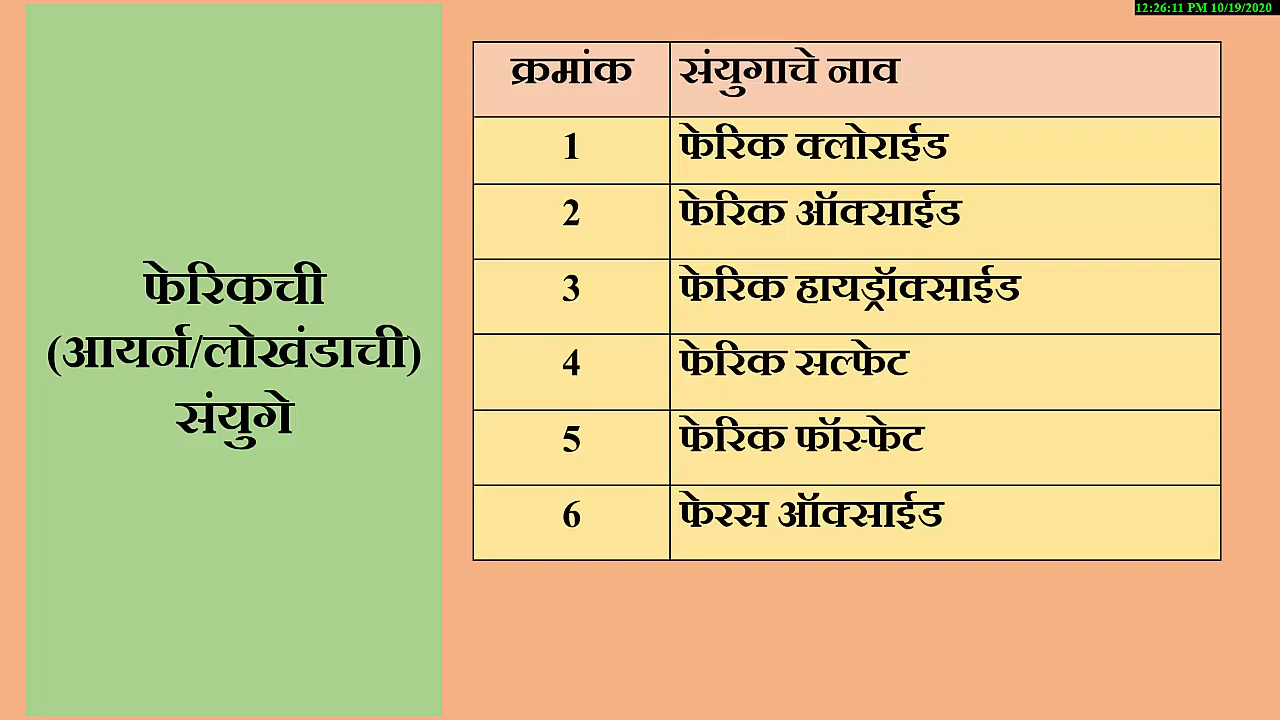 12:26:11 PM 10/19/2020
फेरिकची
(आयर्न/लोखंडाची)
संयुगे
क्रमांक संयुगाचे नाव
1 फेरिक क्लोराईड
2 फेरिक ऑक्साईड
3 फेरिक हायड्रॉक्साईड
4 फेरिक सल्फेट
5 फेरिक फॉस्फेट
6 फेरस ऑक्साईड